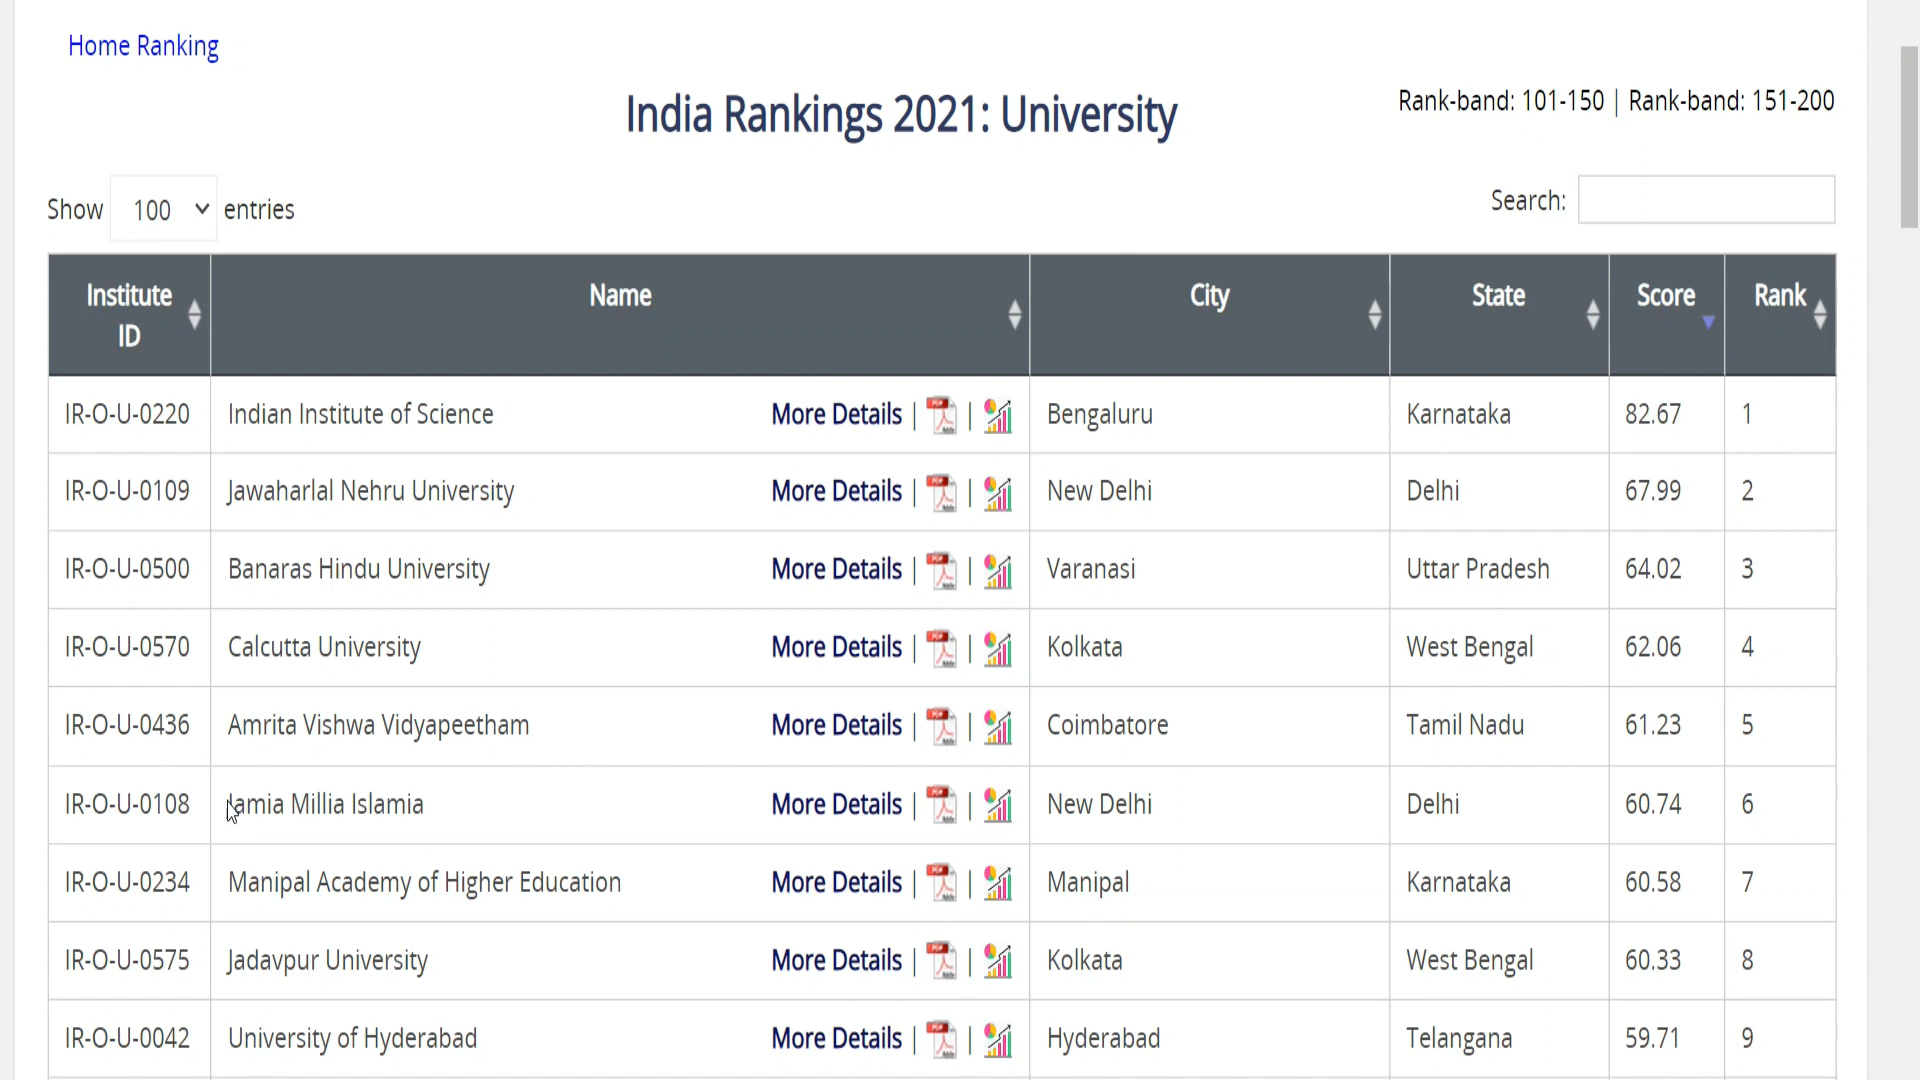 Home Ranking
India Rankings 2021: University
Rank-band: 101-150 | Rank-band: 151-200
Show 100 entries
Search:
Institute ID Name City State Score Rank
IR-O-U-0220 Indian Institute of Science More Details | | Bengaluru Karnataka 82.67 1
IR-O-U-0109 Jawaharlal Nehru University More Details | | New Delhi Delhi 67.99 2
IR-O-U-0500 Banaras Hindu University More Details | | Varanasi Uttar Pradesh 64.02 3
IR-O-U-0570 Calcutta University More Details | | Kolkata West Bengal 62.06 4
IR-O-U-0436 Amrita Vishwa Vidyapeetham More Details | | Coimbatore Tamil Nadu 61.23 5
IR-O-U-0108 Jamia Millia Islamia More Details | | New Delhi Delhi 60.74 6
IR-O-U-0234 Manipal Academy of Higher Education More Details | | Manipal Karnataka 60.58 7
IR-O-U-0575 Jadavpur University More Details | | Kolkata West Bengal 60.33 8
IR-O-U-0042 University of Hyderabad More Details | | Hyderabad Telangana 59.71 9